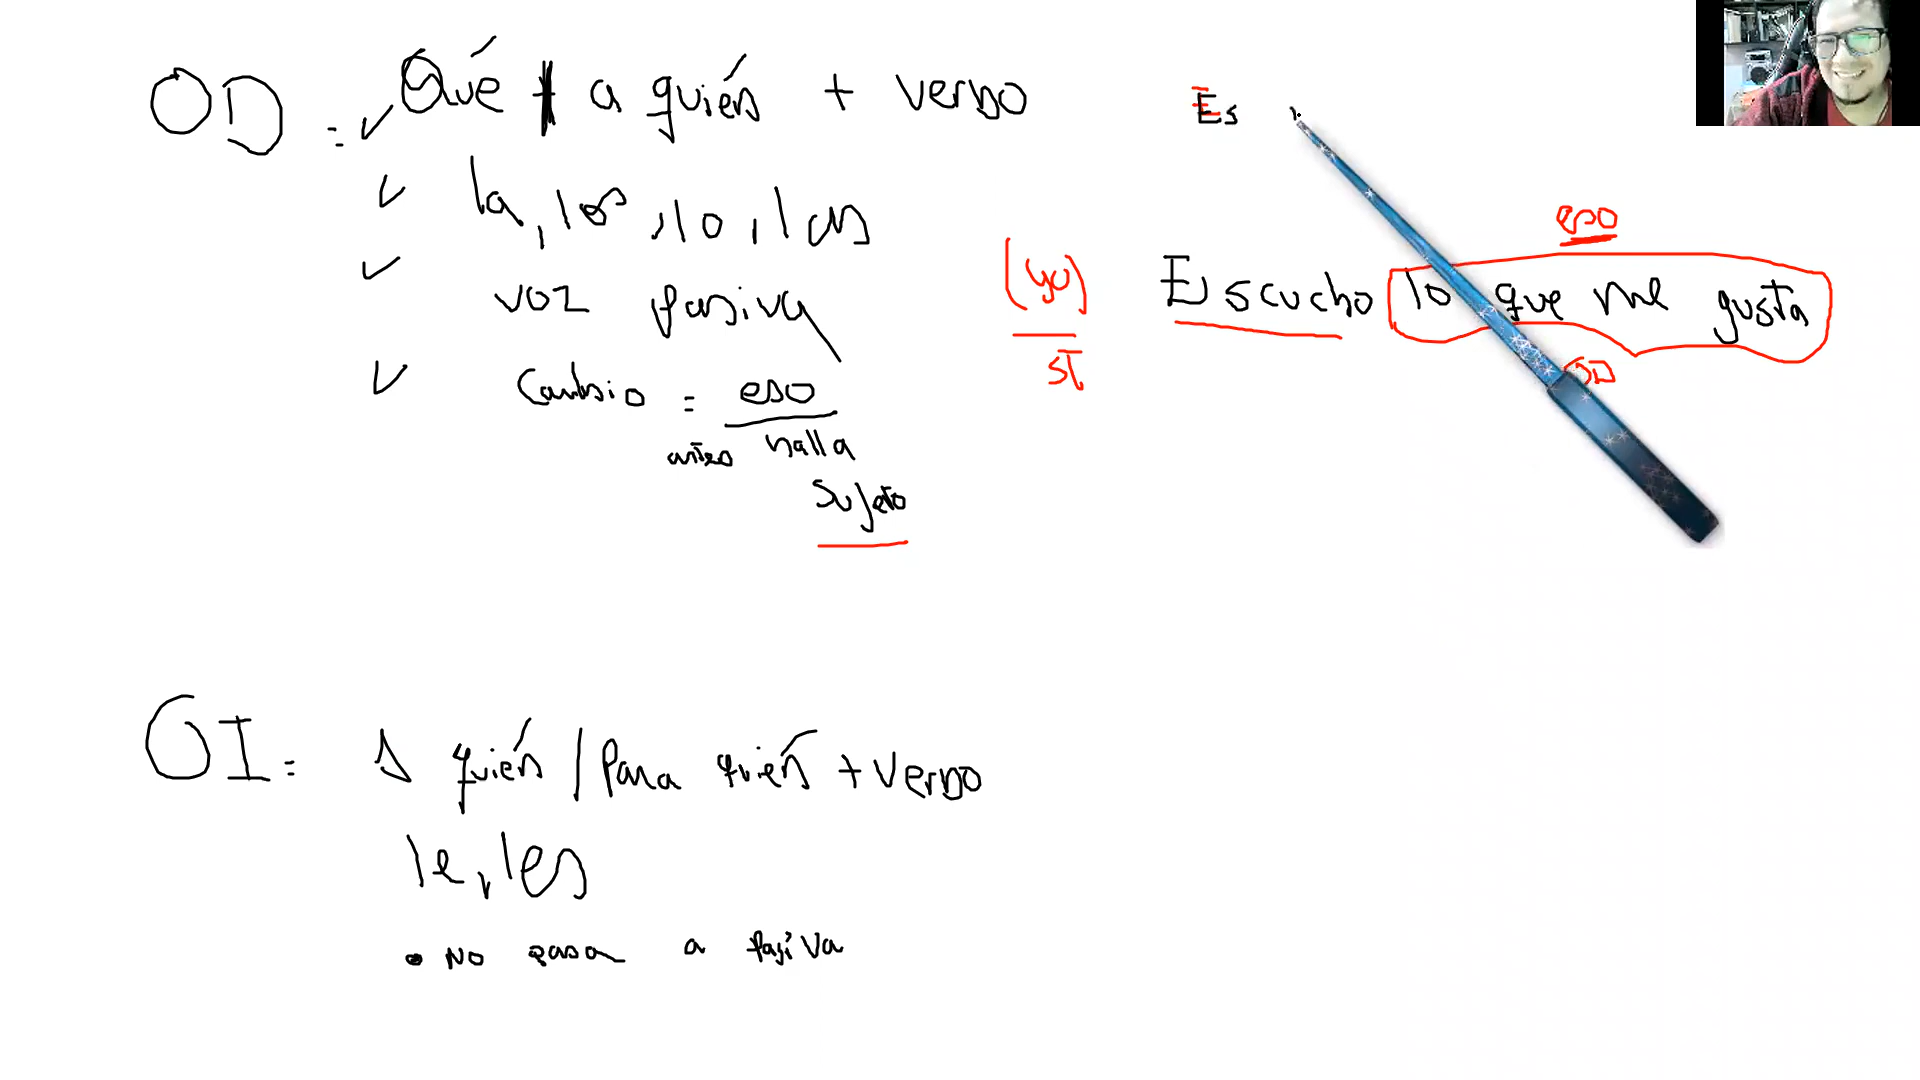 OD = Qué / a quién + verbo
la, los, lo, las
voz pasiva
Cambio = eso
antes halla
sujeto
Es
eso
(yo) Escucho lo que me gusta
ST OD
OI = A quién / Para quién + verbo
le, les
• No pasa a pasiva